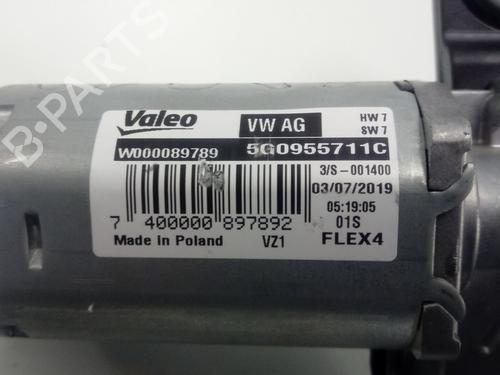 Valeo VW AG HW 7
SW 7
W000089789 5G0955711C
3/S-001400
03/07/2019
05:19:05
7 400000 897892 01S
Made in Poland VZ1 FLEX4
B-PARTS